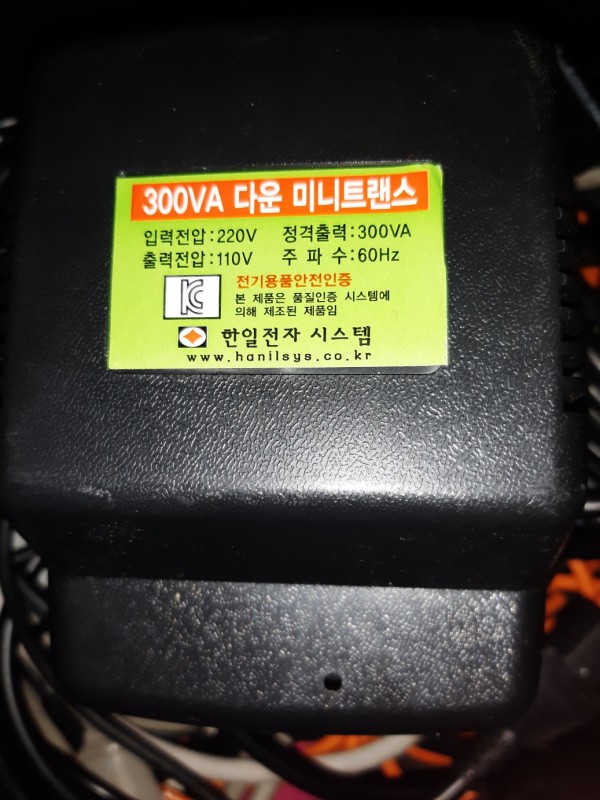 300VA 다운 미니트랜스
입력전압:220V 정격출력:300VA
출력전압:110V 주 파 수:60Hz
전기용품안전인증
본 제품은 품질인증 시스템에
의해 제조된 제품임
한일전자 시스템
www.hanilsys.co.kr